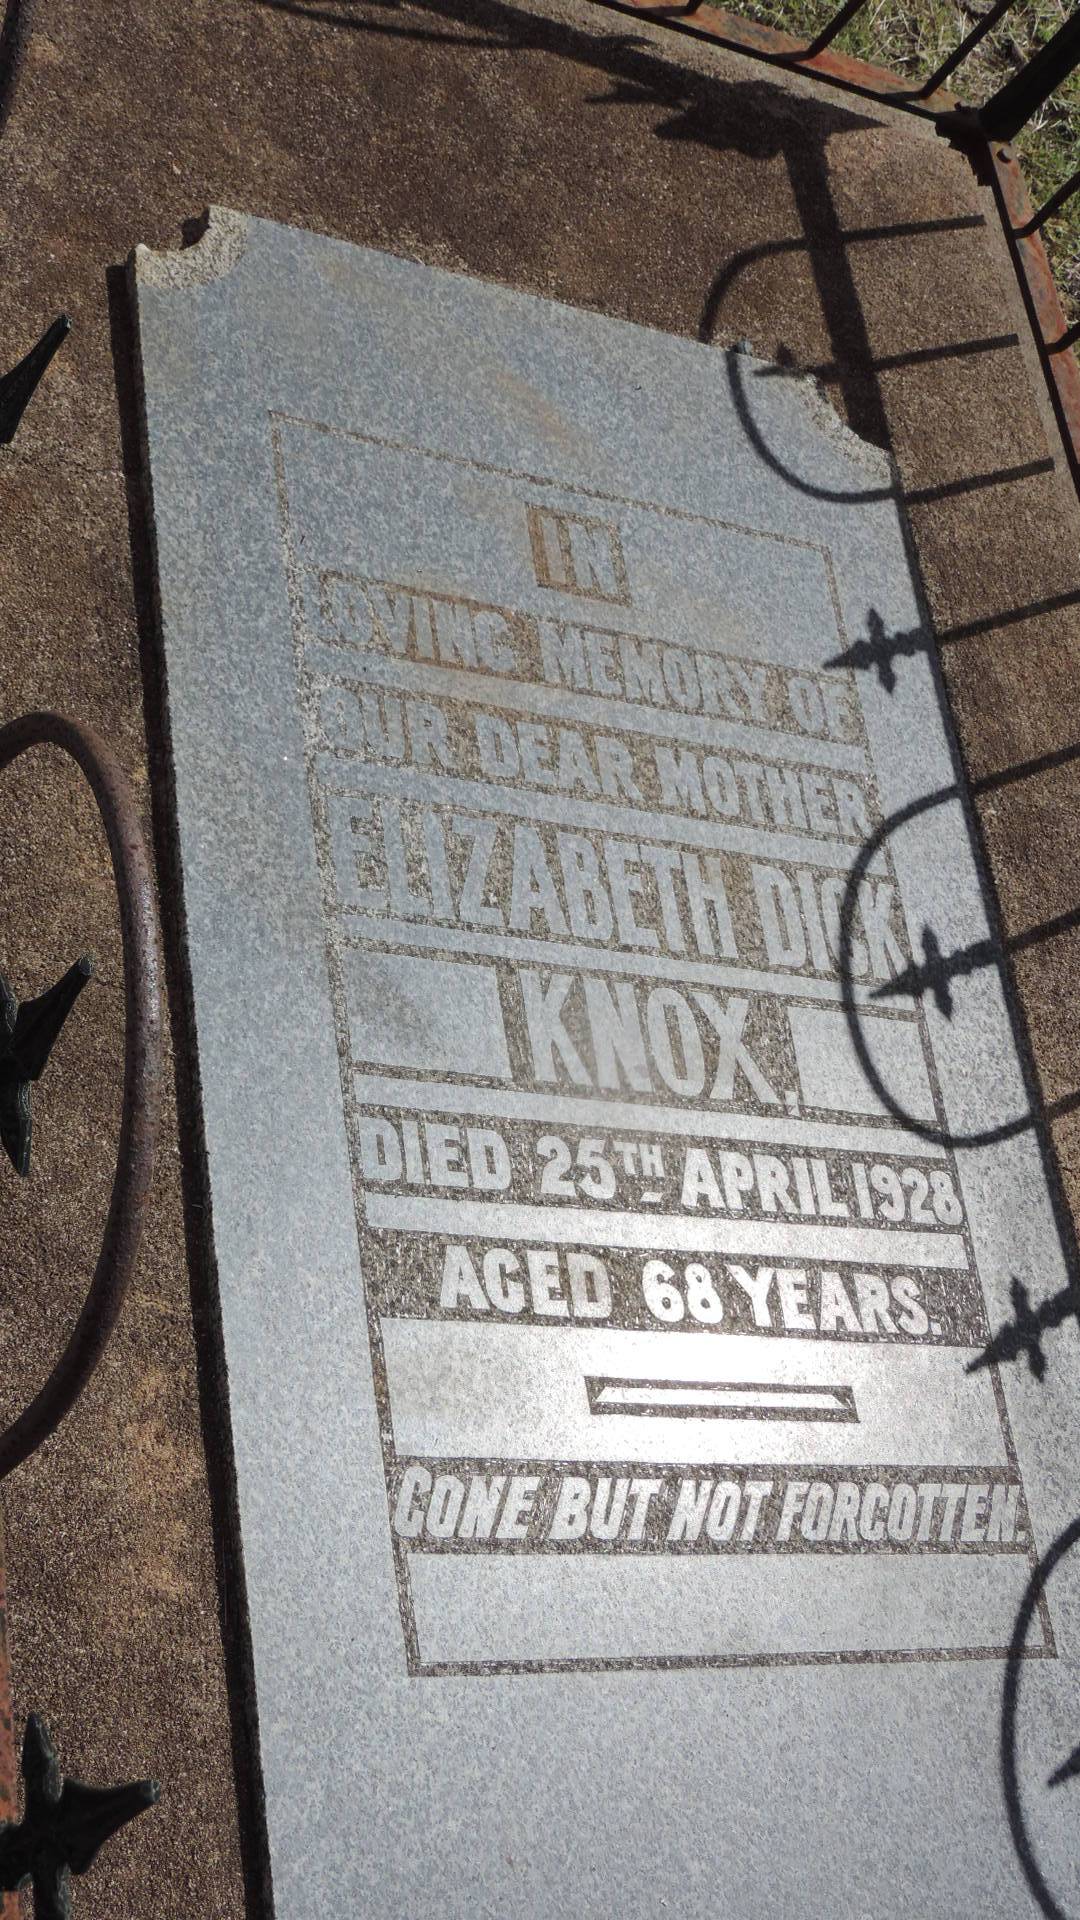 IN
LOVING MEMORY OF
OUR DEAR MOTHER
ELIZABETH DICK
KNOX,
DIED 25TH APRIL 1928
AGED 68 YEARS.
GONE BUT NOT FORGOTTEN.